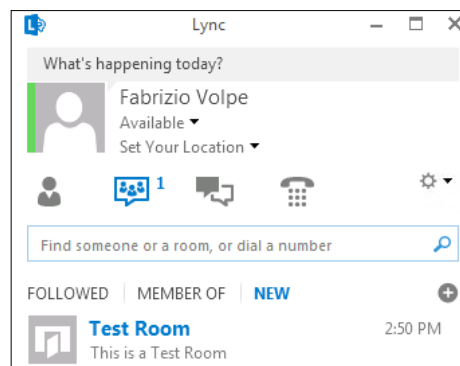 Lync
What's happening today?
Fabrizio Volpe
Available
Set Your Location
1
Find someone or a room, or dial a number
FOLLOWED MEMBER OF NEW
Test Room 2:50 PM
This is a Test Room